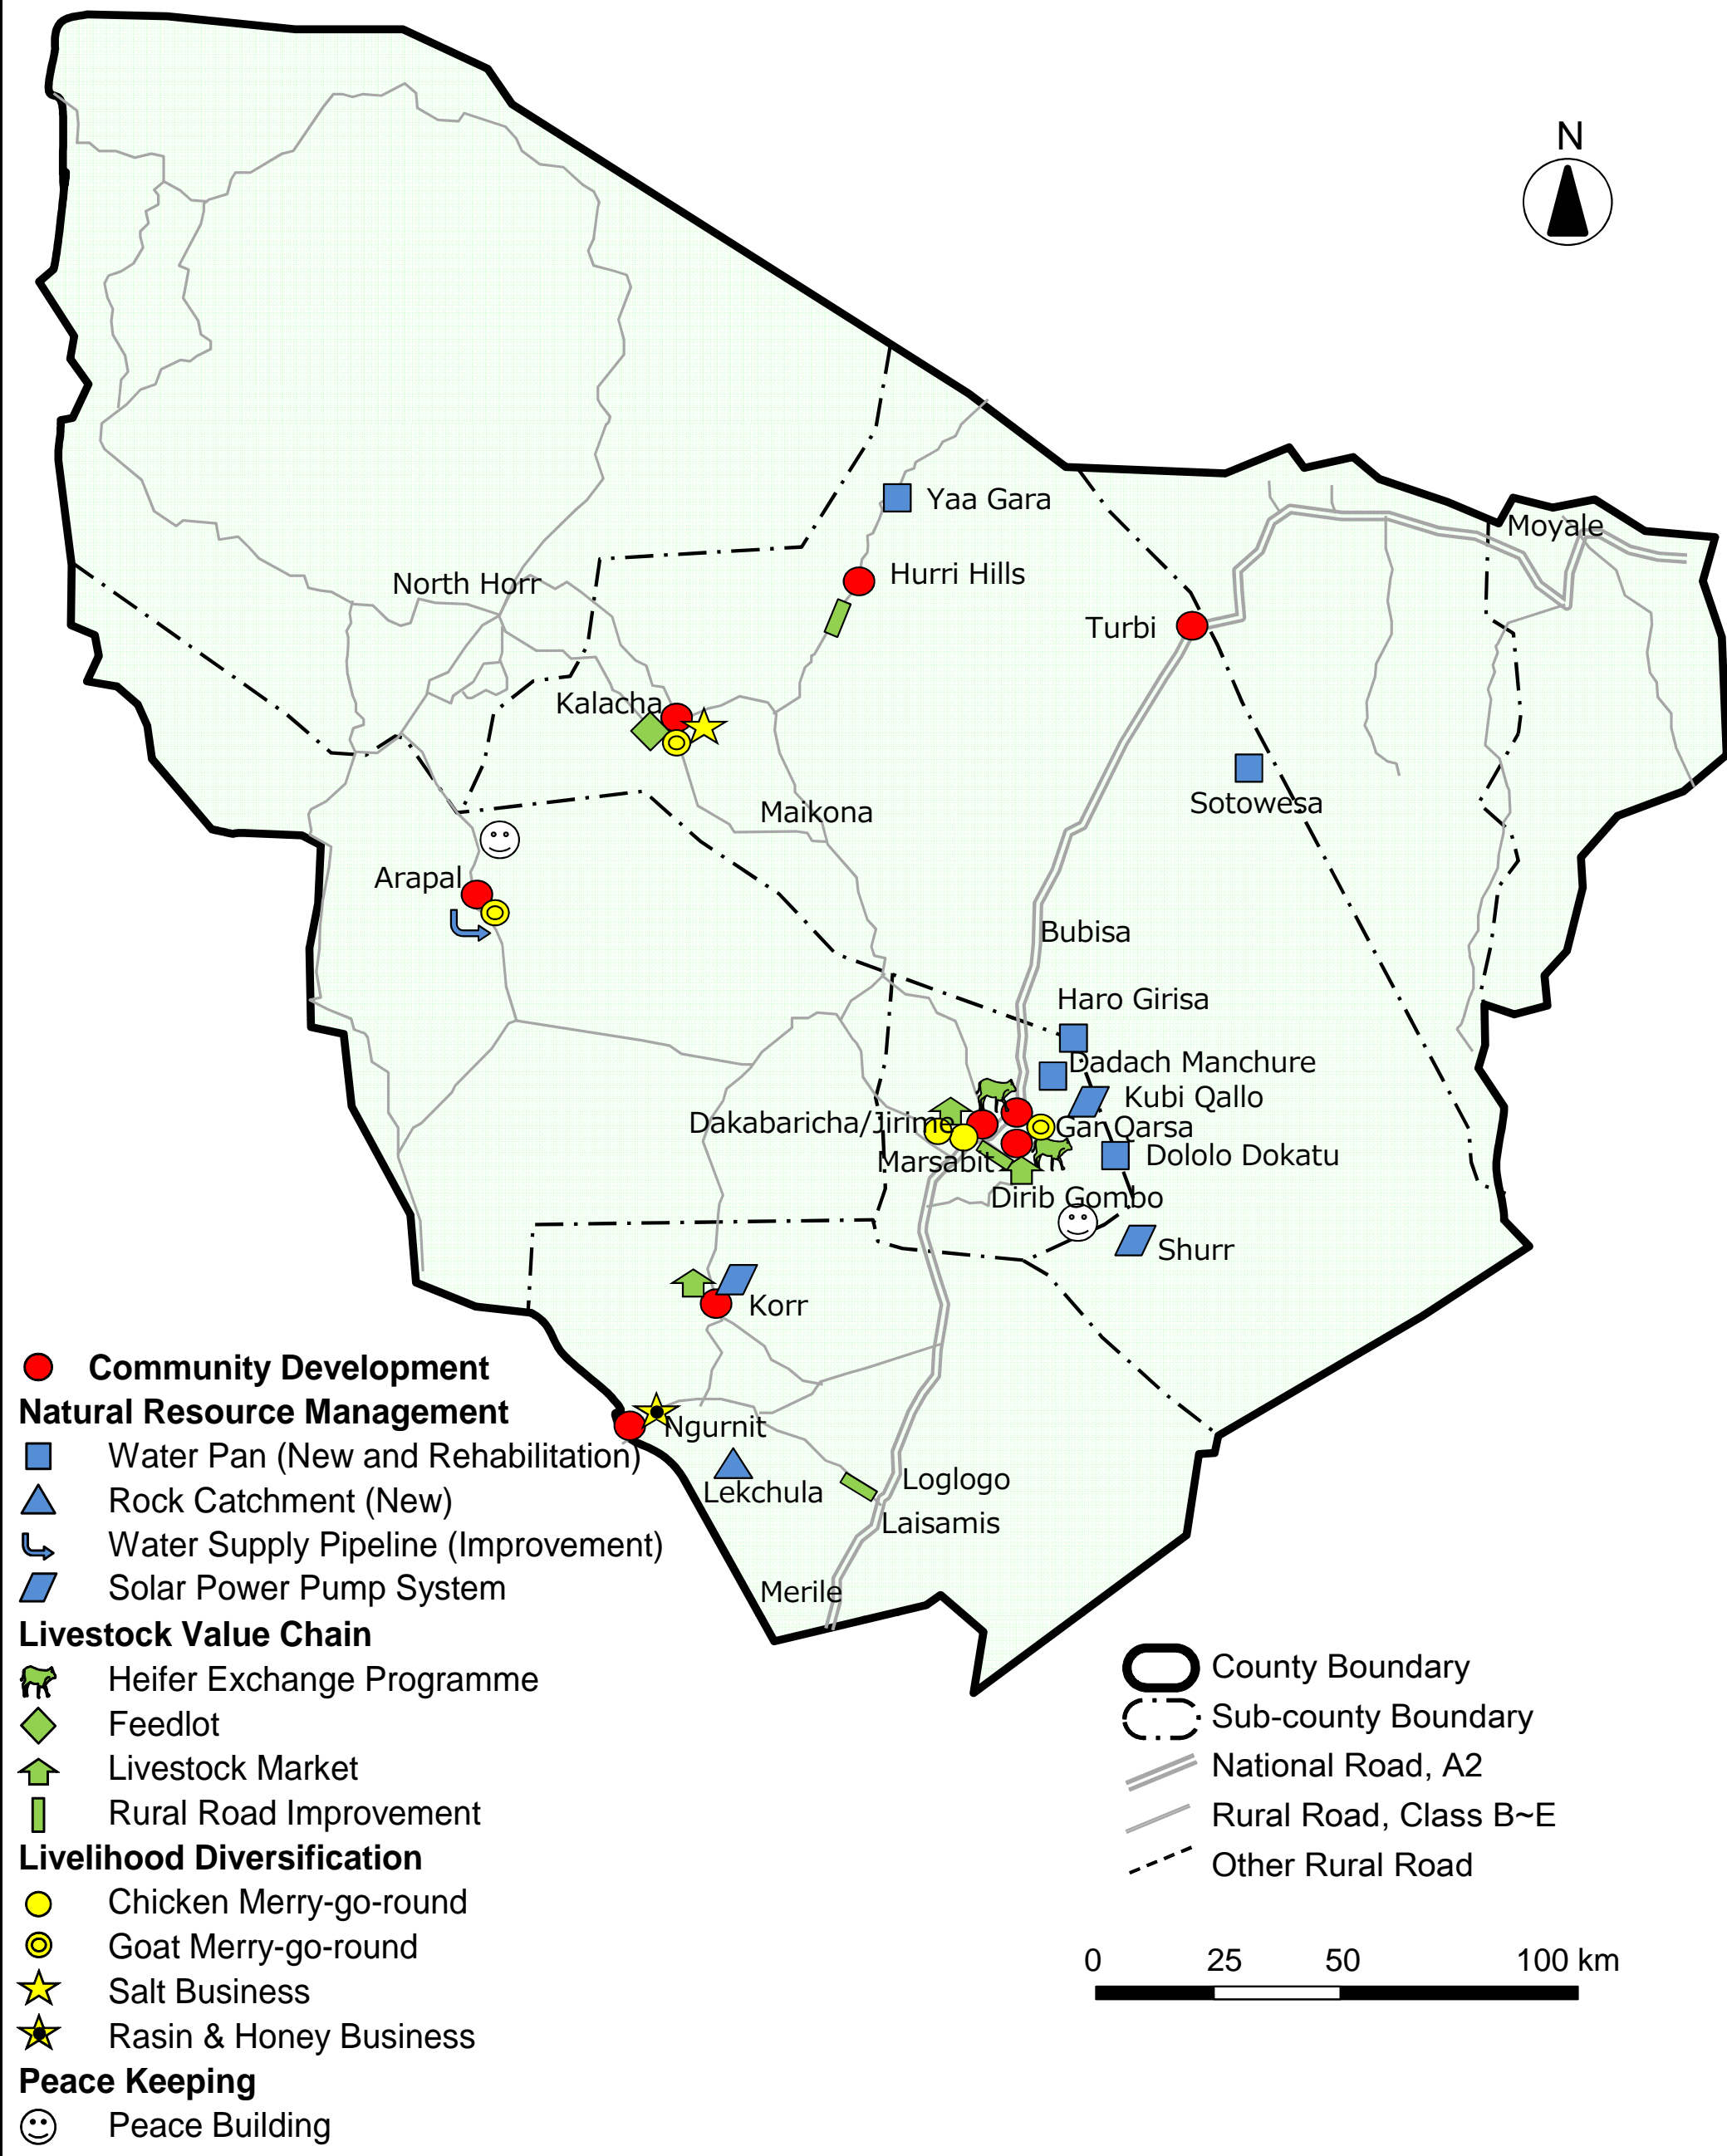 N
Moyale
Yaa Gara
Hurri Hills
North Horr
Turbi
Kalacha
Sotowesa
Maikona
Arapal
Bubisa
Haro Girisa
Dadach Manchure
Kubi Qallo
Dakabaricha/Jirime
Gar Qarsa
Marsabit
Dololo Dokatu
Dirib Gombo
Shurr
Korr
Ngurnit
Lekchula
Loglogo
Laisamis
Merile
Community Development
Natural Resource Management
Water Pan (New and Rehabilitation)
Rock Catchment (New)
Water Supply Pipeline (Improvement)
Solar Power Pump System
Livestock Value Chain
Heifer Exchange Programme
Feedlot
Livestock Market
Rural Road Improvement
Livelihood Diversification
Chicken Merry-go-round
Goat Merry-go-round
Salt Business
Rasin & Honey Business
Peace Keeping
Peace Building
County Boundary
Sub-county Boundary
National Road, A2
Rural Road, Class B~E
Other Rural Road
0 25 50 100 km